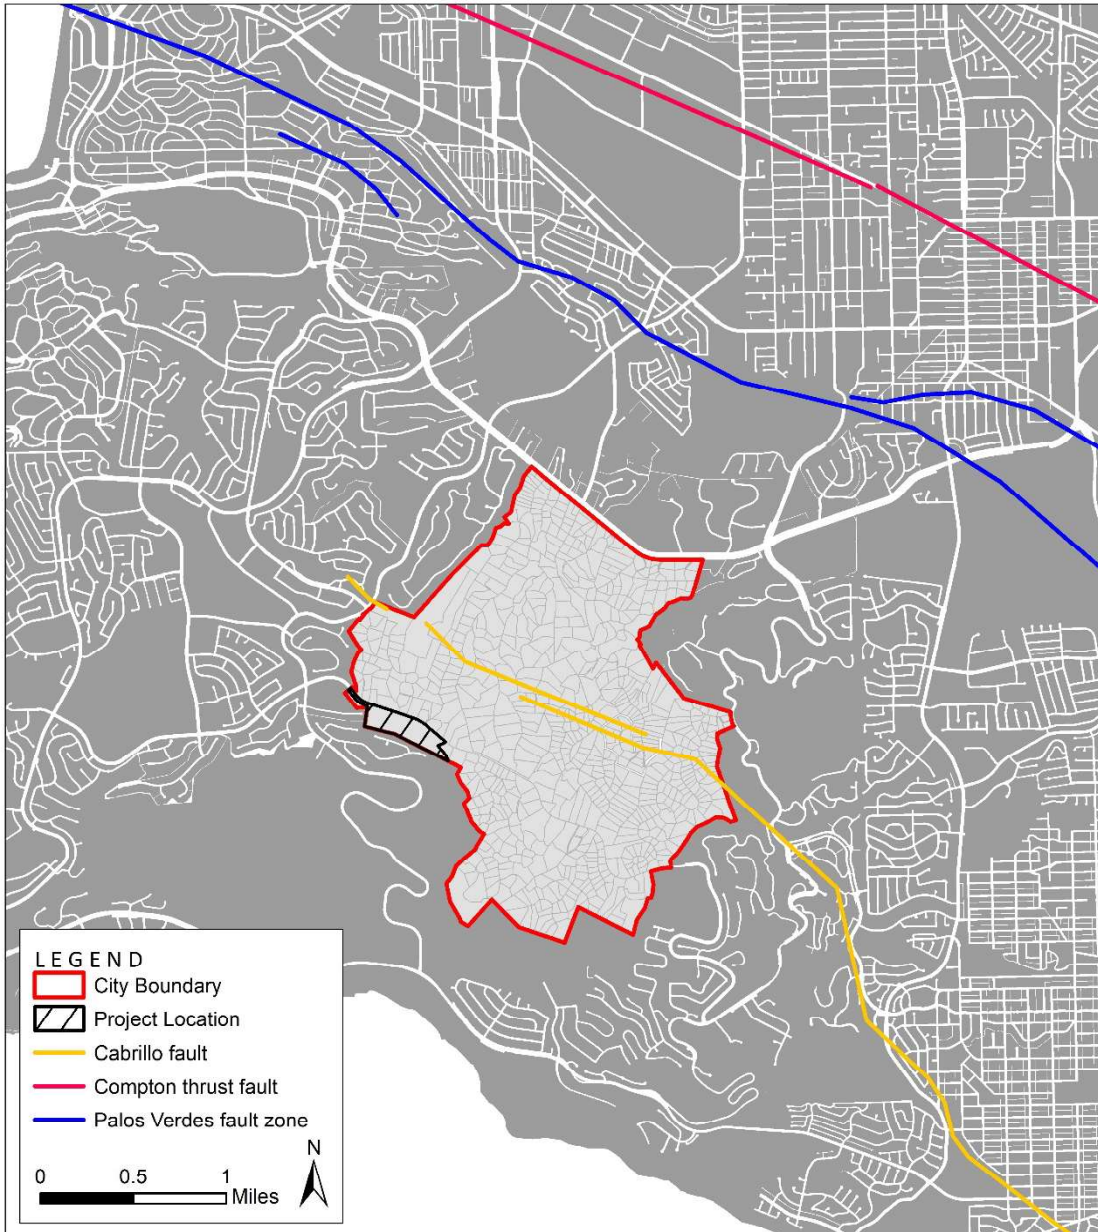 LEGEND
City Boundary
Project Location
Cabrillo fault
Compton thrust fault
Palos Verdes fault zone
N
0 0.5 1
Miles